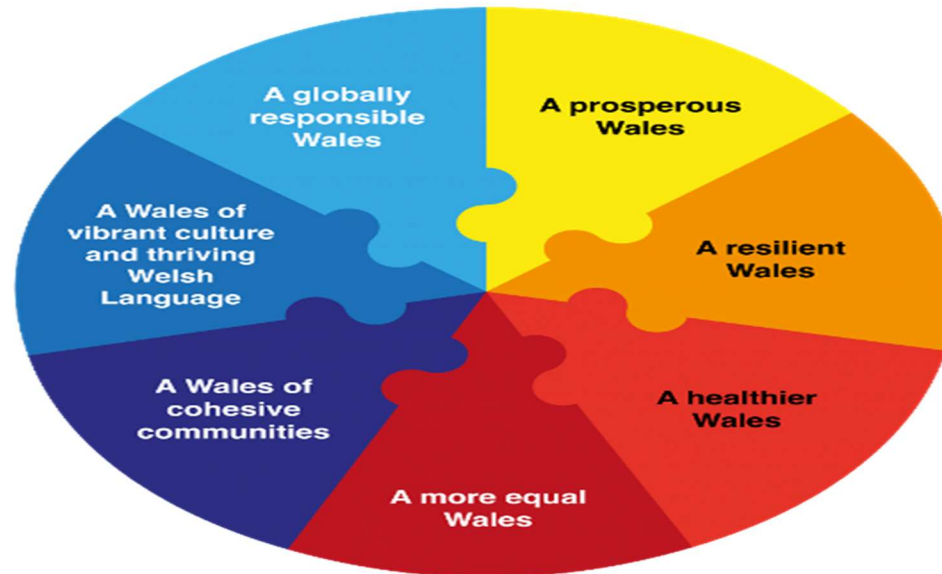 A globally
responsible
Wales
A prosperous
Wales
A resilient
Wales
A healthier
Wales
A more equal
Wales
A Wales of
cohesive
communities
A Wales of
vibrant culture
and thriving
Welsh
Language